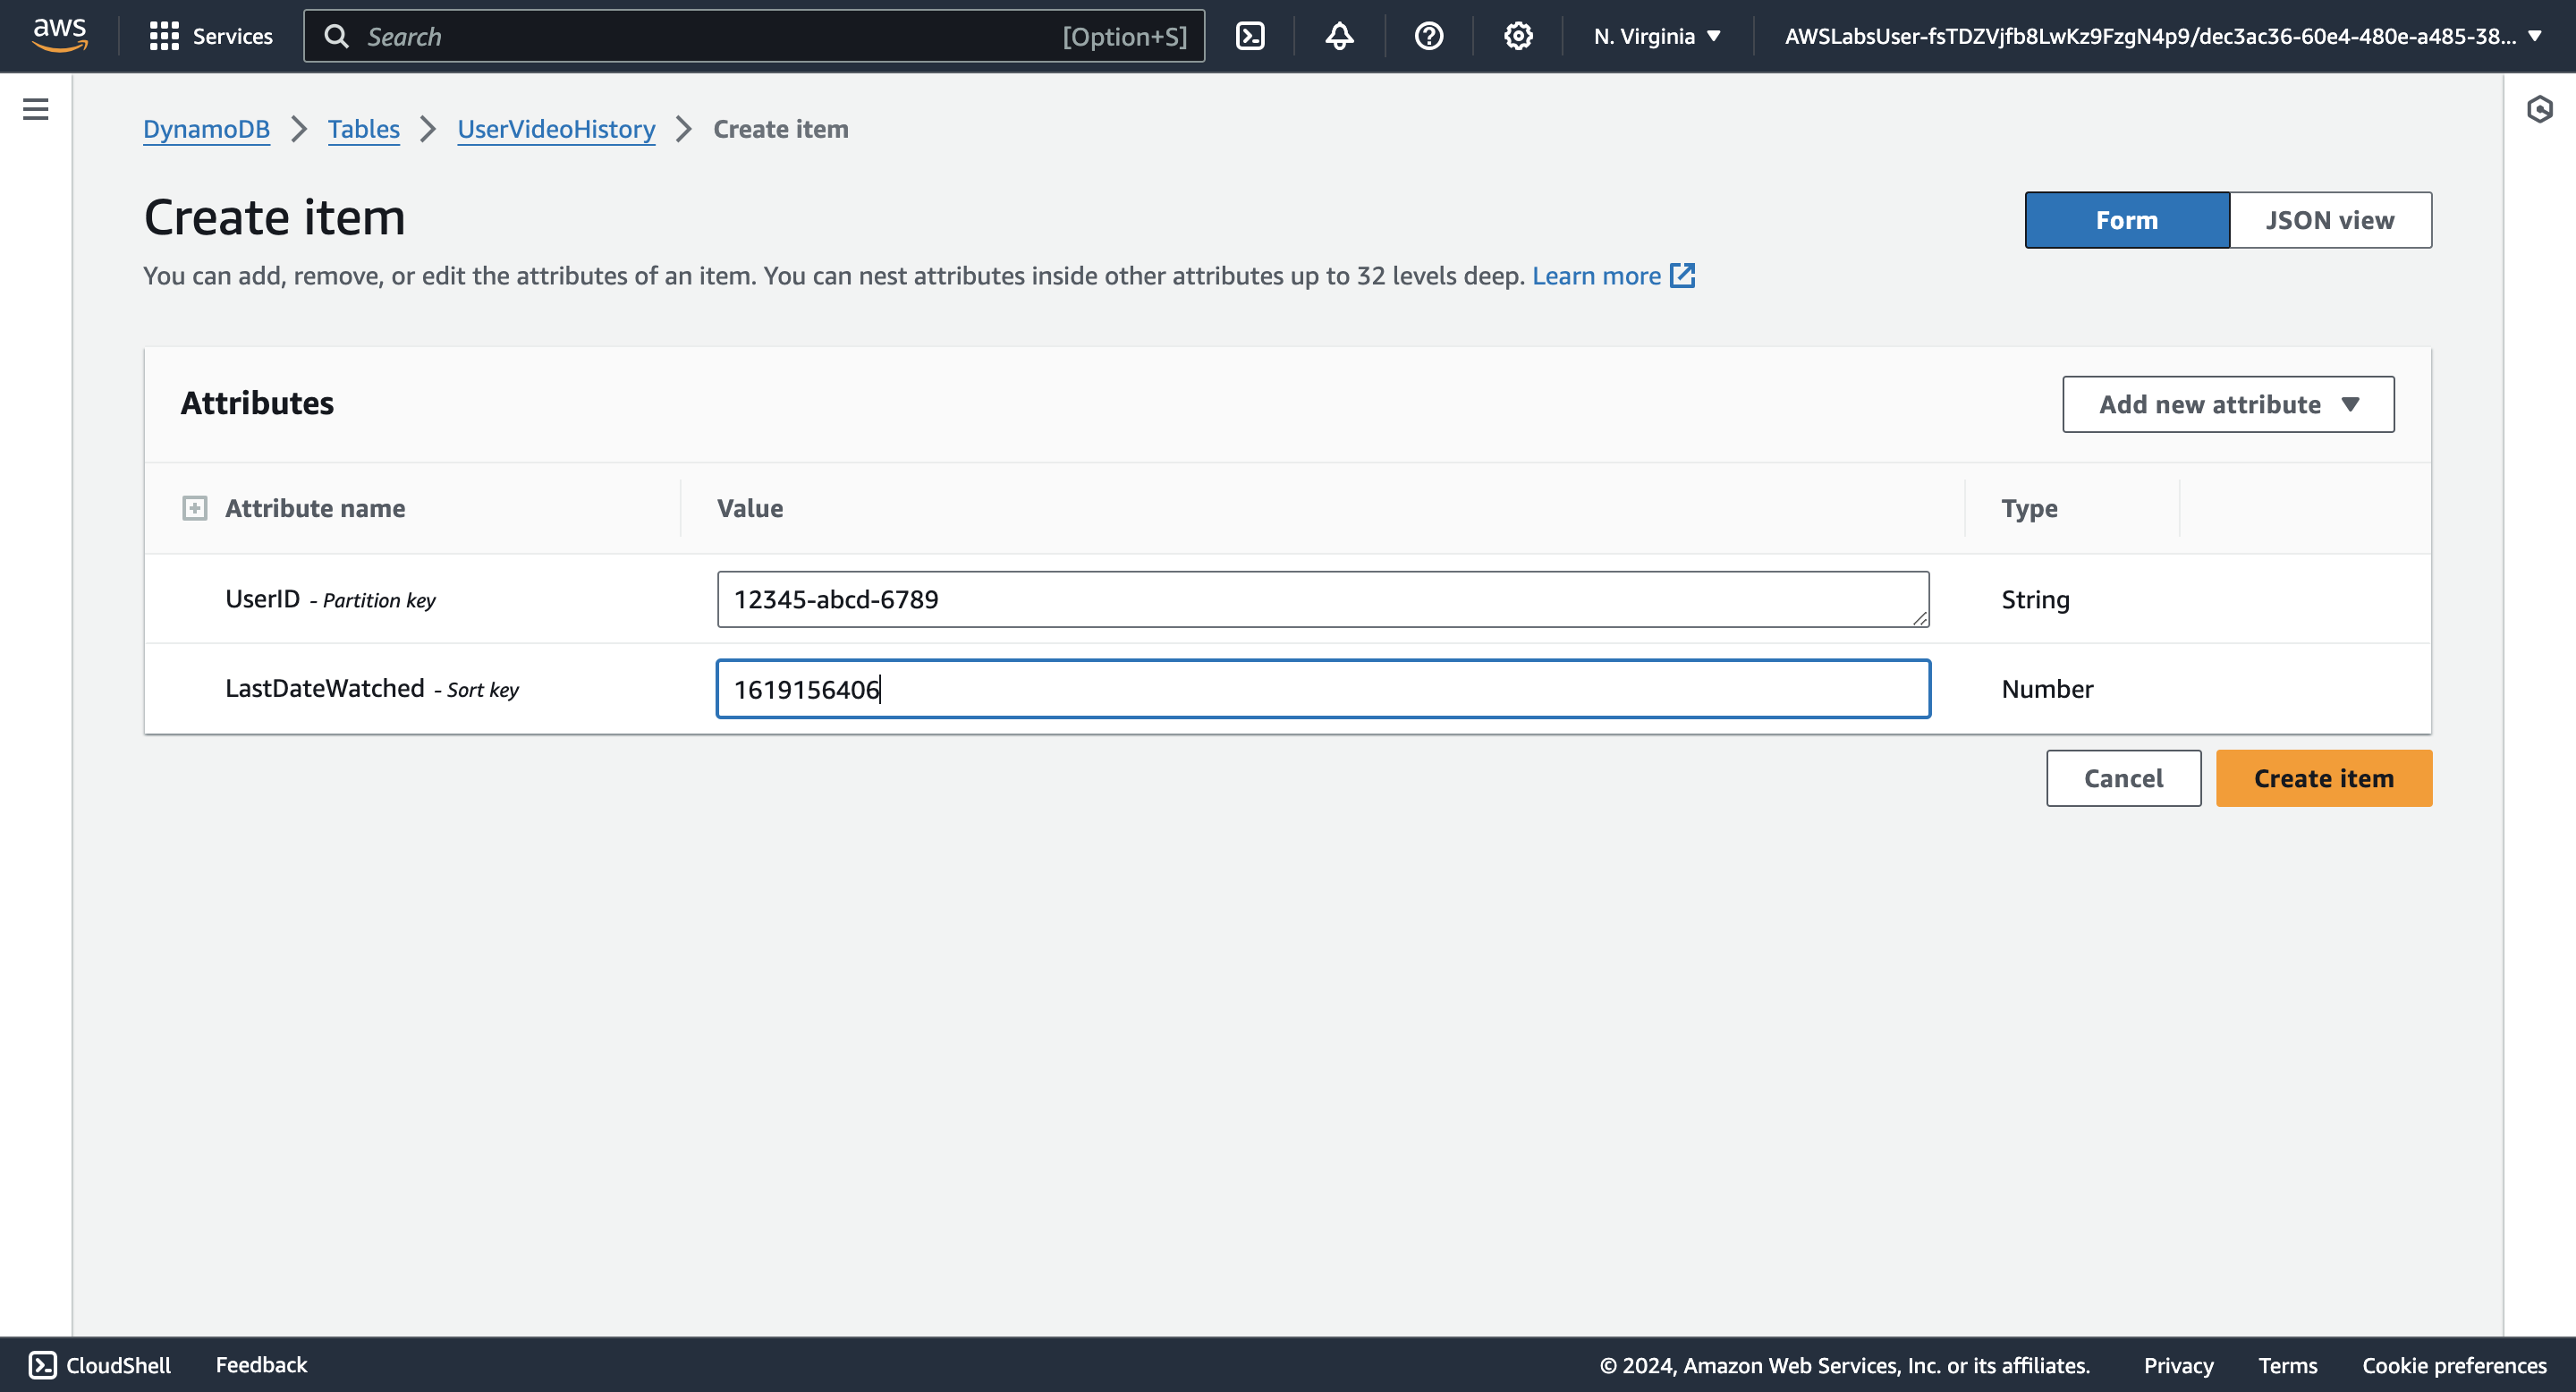 aws Services Search [Option+S] N. Virginia AWSLabsUser-fsTDZVjfb8LwKz9FzgN4p9/dec3ac36-60e4-480e-a485-38...
DynamoDB Tables UserVideoHistory Create item
Create item
Form JSON view
You can add, remove, or edit the attributes of an item. You can nest attributes inside other attributes up to 32 levels deep. Learn more
Attributes
Add new attribute
Attribute name Value Type
UserID - Partition key 12345-abcd-6789 String
LastDateWatched - Sort key 1619156406 Number
Cancel Create item
CloudShell Feedback © 2024, Amazon Web Services, Inc. or its affiliates. Privacy Terms Cookie preferences